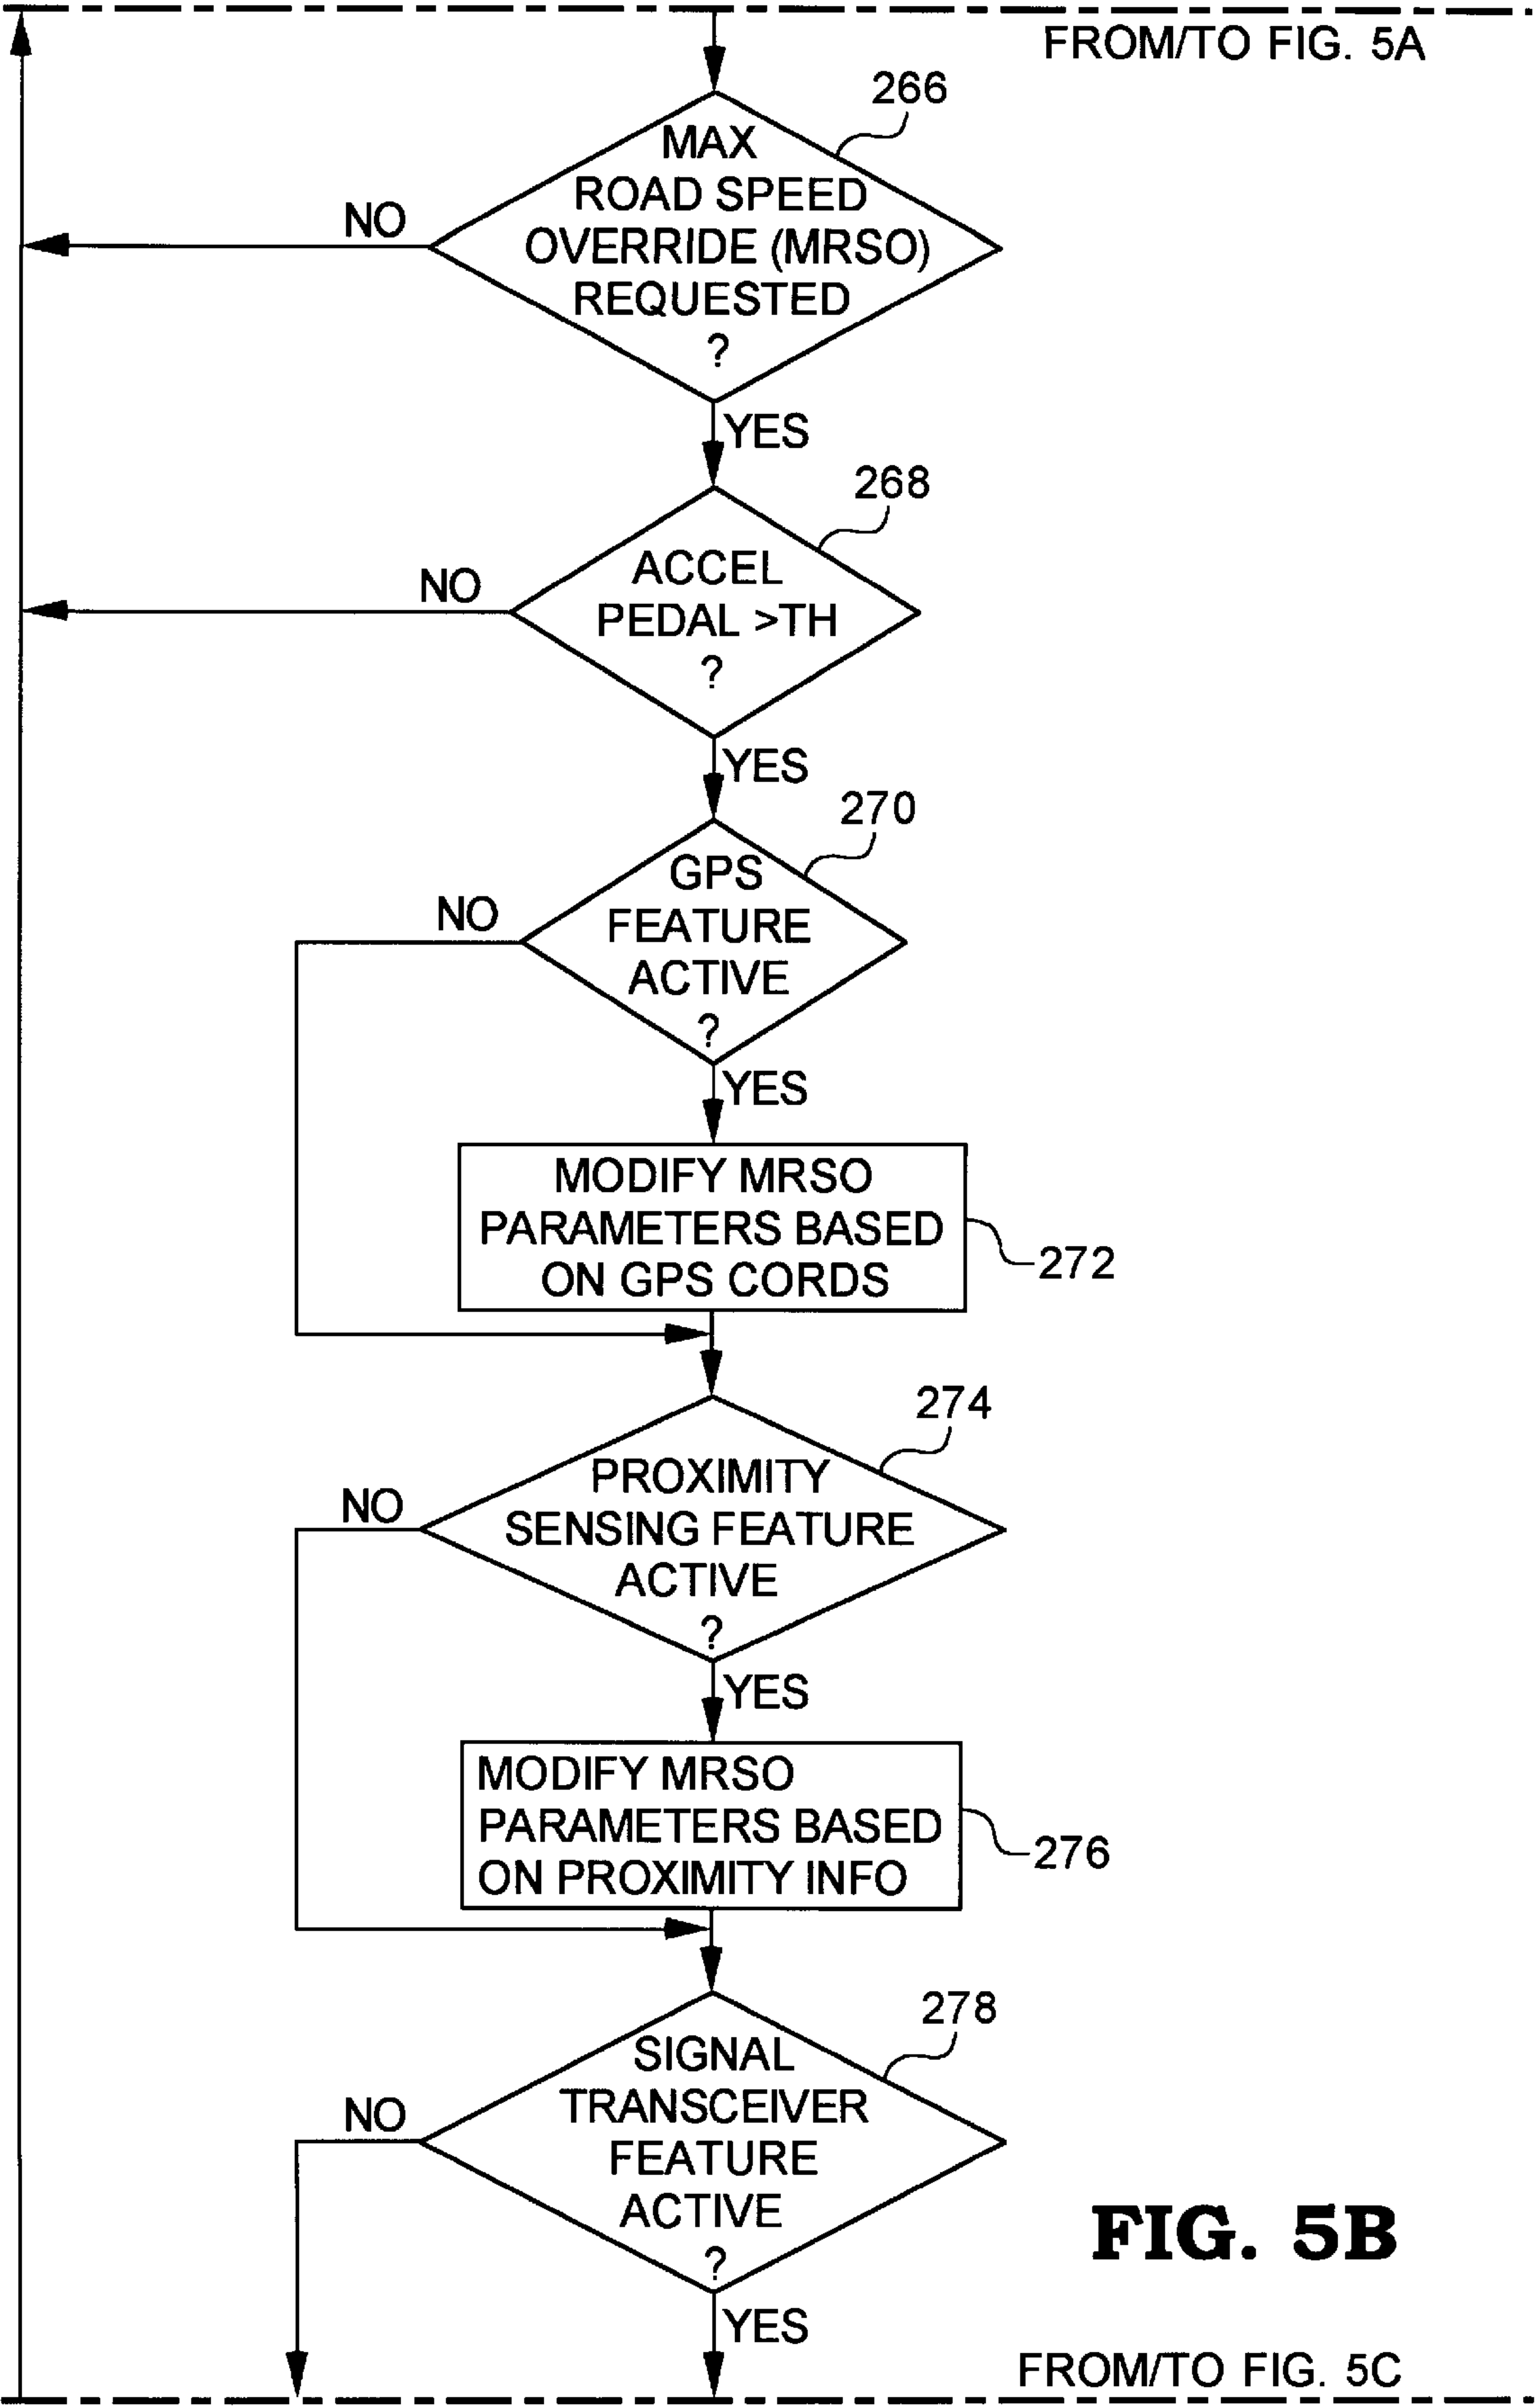 FROM/TO FIG. 5A
266
MAX
ROAD SPEED
OVERRIDE (MRSO)
REQUESTED
?
NO
YES
268
ACCEL
PEDAL >TH
?
NO
YES
270
GPS
FEATURE
ACTIVE
?
NO
YES
MODIFY MRSO
PARAMETERS BASED
ON GPS CORDS
272
274
PROXIMITY
SENSING FEATURE
ACTIVE
?
NO
YES
MODIFY MRSO
PARAMETERS BASED
ON PROXIMITY INFO
276
278
SIGNAL
TRANSCEIVER
FEATURE
ACTIVE
?
NO
YES
FIG. 5B
FROM/TO FIG. 5C